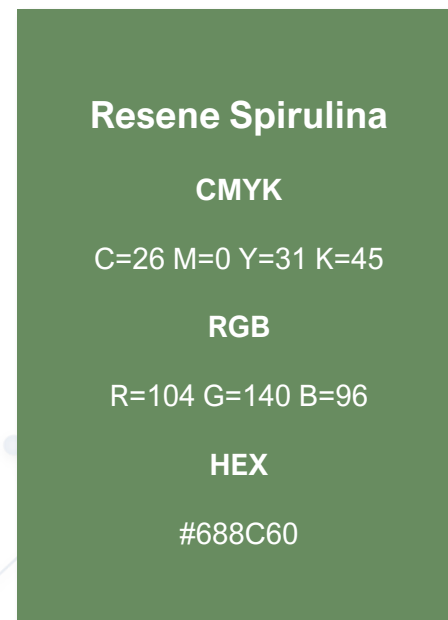 Resene Spirulina
CMYK
C=26 M=0 Y=31 K=45
RGB
R=104 G=140 B=96
HEX
#688C60